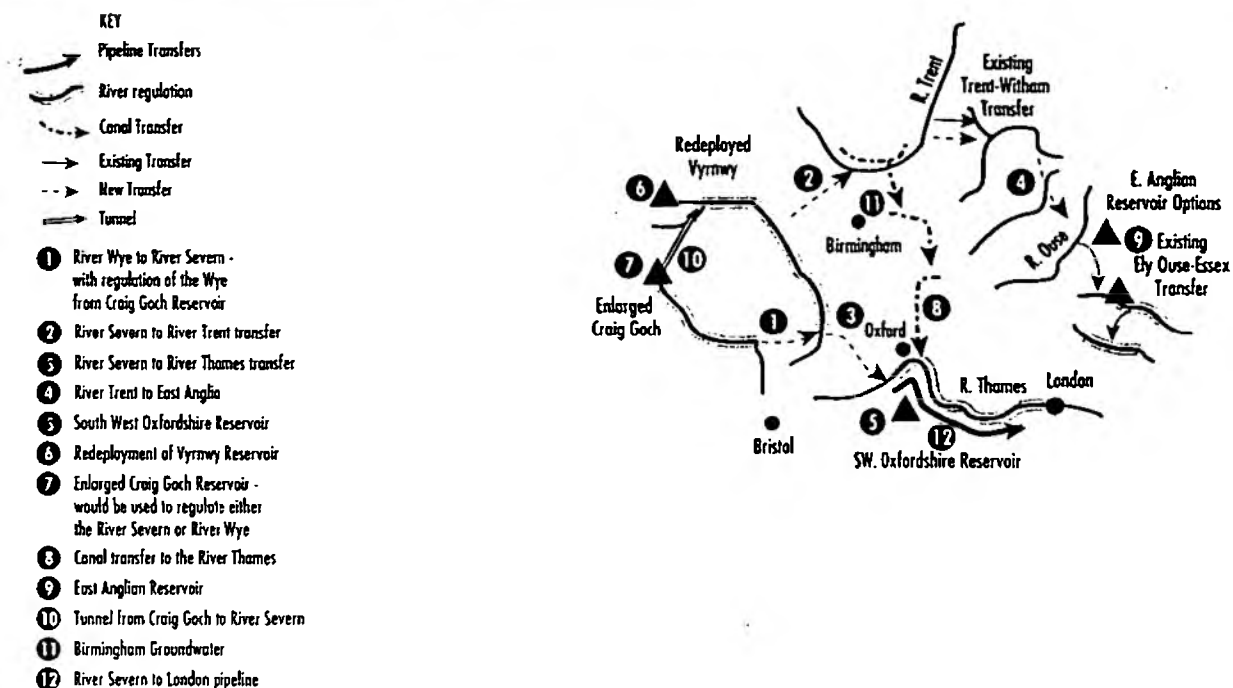 KEY
Pipeline Transfers
River regulation
Canal Transfer
Existing Transfer
New Transfer
Tunnel
1 River Wye to River Severn -
with regulation of the Wye
from Craig Goch Reservoir
2 River Severn to River Trent transfer
5 River Severn to River Thames transfer
4 River Trent to East Anglia
5 South West Oxfordshire Reservoir
6 Redeployment of Vyrnwy Reservoir
7 Enlarged Craig Goch Reservoir -
would be used to regulate either
the River Severn or River Wye
8 Canal transfer to the River Thames
9 East Anglian Reservoir
10 Tunnel from Craig Goch to River Severn
11 Birmingham Groundwater
12 River Severn to London pipeline
R. Trent
Existing
Trent-Witham
Transfer
Redeployed
Vyrnwy
6
2
11
4
Birmingham
E. Anglian
Reservoir Options
R. Ouse
9 Existing
Ely Ouse-Essex
Transfer
7
10
Enlarged
Craig Goch
1
3
Oxford
8
R. Thames
London
5
12
Bristol
SW. Oxfordshire Reservoir